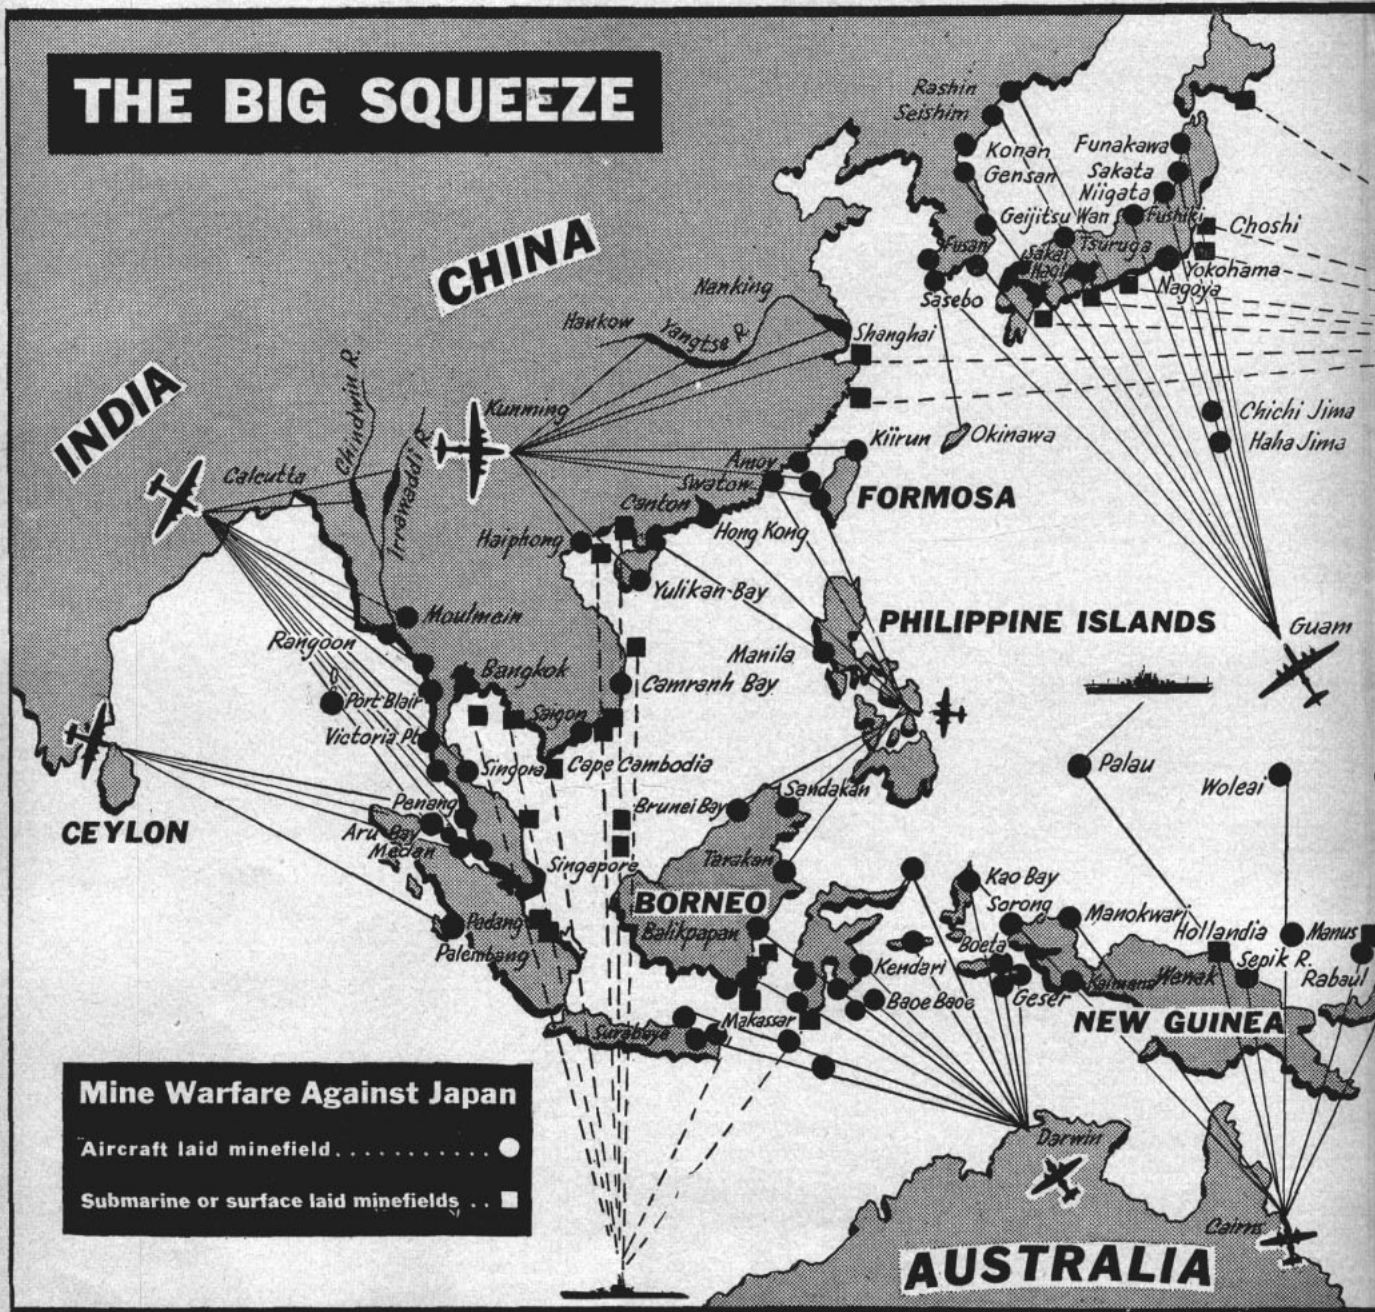 THE BIG SQUEEZE
Rashin
Seishim
Konan
Gensan
Funakawa
Sakata
Niigata
Geijitsu Wan
Fushiki
Choshi
Fusan
Sakai
Hagi
Tsuruga
Yokohama
Nagoya
Sasebo
CHINA
Nanking
Hankow
Yangtse R.
Shanghai
INDIA
Chindwin R.
Irrawaddi R.
Kunming
Calcutta
Kiirun
Okinawa
Chichi Jima
Haha Jima
Amoy
Swatow
FORMOSA
Canton
Hong Kong
Haiphong
Yulikan Bay
Moulmein
Rangoon
PHILIPPINE ISLANDS
Guam
Manila
Bangkok
Camranh Bay
Port Blair
Saigon
Victoria Pt.
Singora
Cape Cambodia
Palau
Woleai
CEYLON
Penang
Aru Bay
Medan
Brunei Bay
Sandakan
Singapore
Tarakan
BORNEO
Kao Bay
Sorong
Manokwari
Padang
Palembang
Balikpapan
Hollandia
Manus
Boeta
Kendari
Sepik R.
Geser
Kaimana
Wewak
Rabaul
Baoe Baoe
Makassar
Surabaya
NEW GUINEA
Mine Warfare Against Japan
Aircraft laid minefield
Submarine or surface laid minefields
Darwin
Cairns
AUSTRALIA